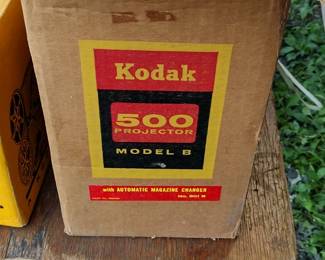 Kodak
500
PROJECTOR
MODEL B
with AUTOMATIC MAGAZINE CHANGER